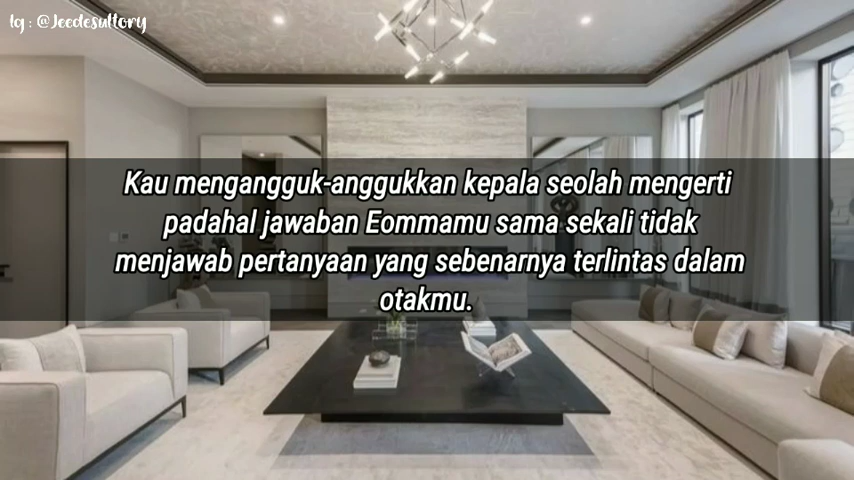 Ig : @Jeedesultory
Kau mengangguk-anggukkan kepala seolah mengerti
padahal jawaban Eommamu sama sekali tidak
menjawab pertanyaan yang sebenarnya terlintas dalam
otakmu.